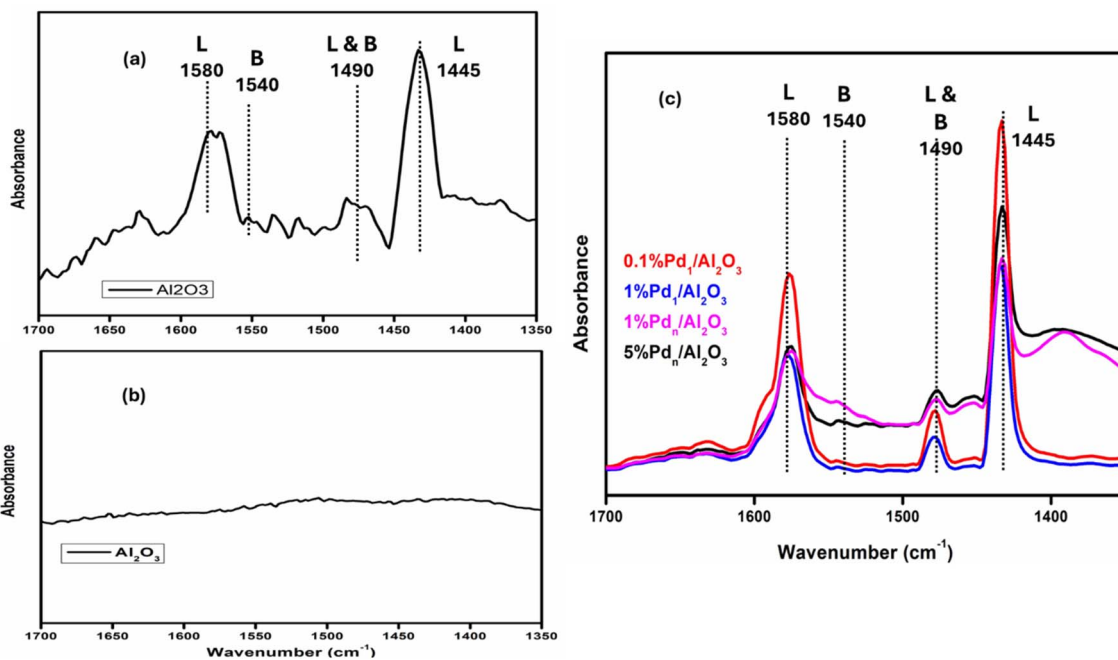 (a)
L
1580
B
1540
L & B
1490
L
1445
Absorbance
Al2O3
1700 1650 1600 1550 1500 1450 1400 1350
(b)
Absorbance
Al₂O₃
1700 1650 1600 1550 1500 1450 1400 1350
Wavenumber (cm⁻¹)
(c)
L
1580
B
1540
L &
B
1490
L
1445
Absorbance
0.1%Pd₁/Al₂O₃
1%Pd₁/Al₂O₃
1%Pdₙ/Al₂O₃
5%Pdₙ/Al₂O₃
1700 1600 1500 1400
Wavenumber (cm⁻¹)